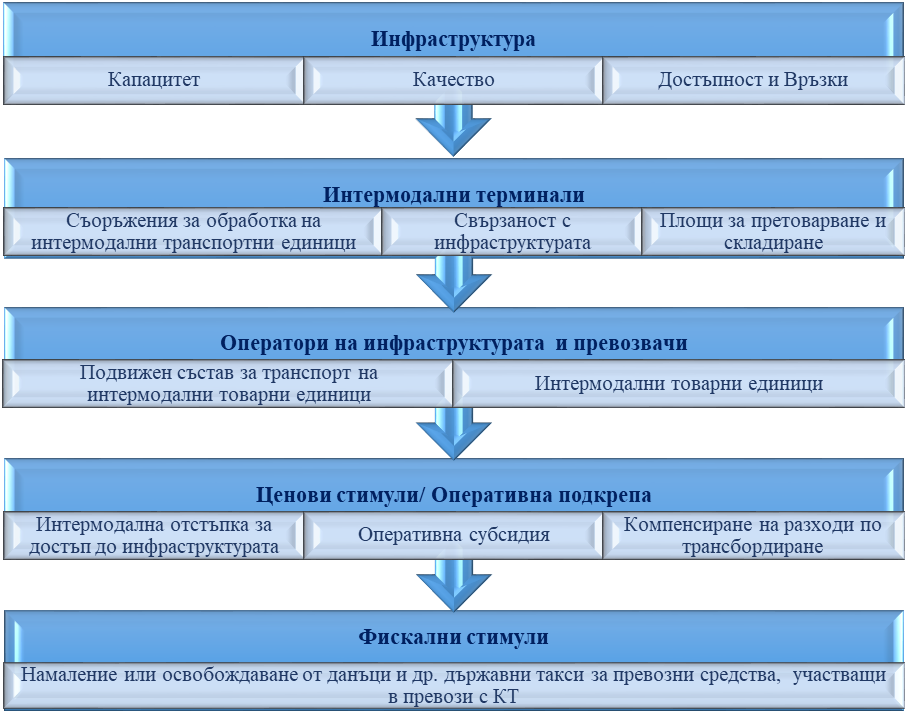 Инфраструктура
Капацитет
Качество
Достъпност и Връзки
Интермодални терминали
Съоръжения за обработка на
интермодални транспортни единици
Свързаност с
инфраструктурата
Площи за претоварване и
складиране
Оператори на инфраструктурата и превозвачи
Подвижен състав за транспорт на
интермодални товарни единици
Интермодални товарни единици
Ценови стимули/ Оперативна подкрепа
Интермодална отстъпка за
достъп до инфраструктурата
Оперативна субсидия
Компенсиране на разходи по
трансбордиране
Фискални стимули
Намаление или освобождаване от данъци и др. държавни такси за превозни средства, участващи
в превози с КТ